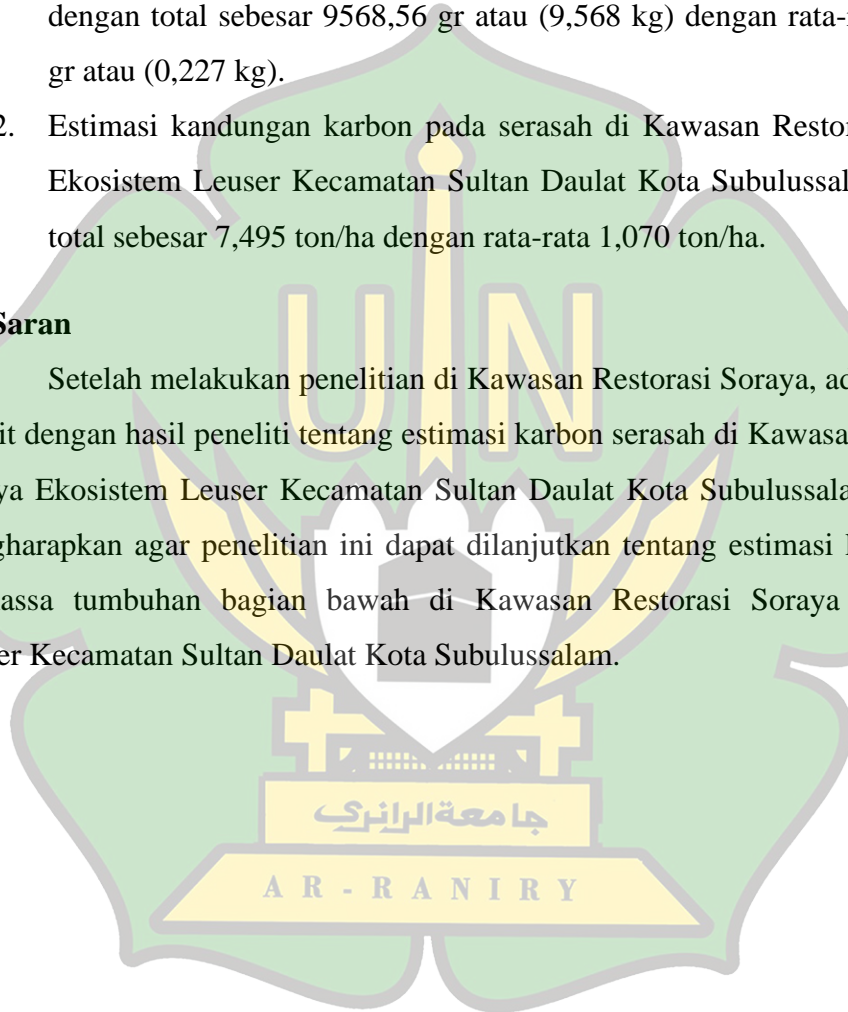 dengan total sebesar 9568,56 gr atau (9,568 kg) dengan rata-
gr atau (0,227 kg).
2. Estimasi kandungan karbon pada serasah di Kawasan Restor
Ekosistem Leuser Kecamatan Sultan Daulat Kota Subulussal
total sebesar 7,495 ton/ha dengan rata-rata 1,070 ton/ha.
Saran
Setelah melakukan penelitian di Kawasan Restorasi Soraya, ad
it dengan hasil peneliti tentang estimasi karbon serasah di Kawasa
ya Ekosistem Leuser Kecamatan Sultan Daulat Kota Subulussala
gharapkan agar penelitian ini dapat dilanjutkan tentang estimasi
assa tumbuhan bagian bawah di Kawasan Restorasi Soraya
er Kecamatan Sultan Daulat Kota Subulussalam.
UIN
جامعة الرانري
AR-RANIRY